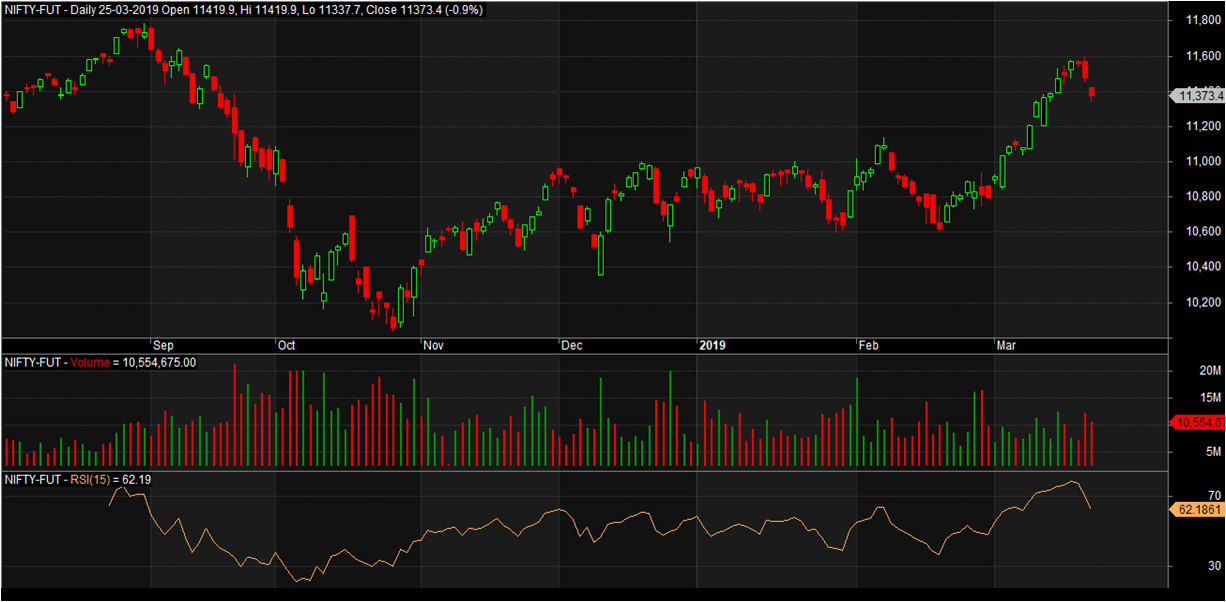 NIFTY-FUT - Daily 25-03-2019 Open 11419.9, Hi 11419.9, Lo 11337.7, Close 11373.4 (-0.9%)
11,800
11,600
11,373.4
11,200
11,000
10,800
10,600
10,400
10,200
Sep Oct Nov Dec 2019 Feb Mar
NIFTY-FUT - Volume = 10,554,675.00
20M
15M
10,554,67
5M
NIFTY-FUT - RSI(15) = 62.19
70
62.1861
30